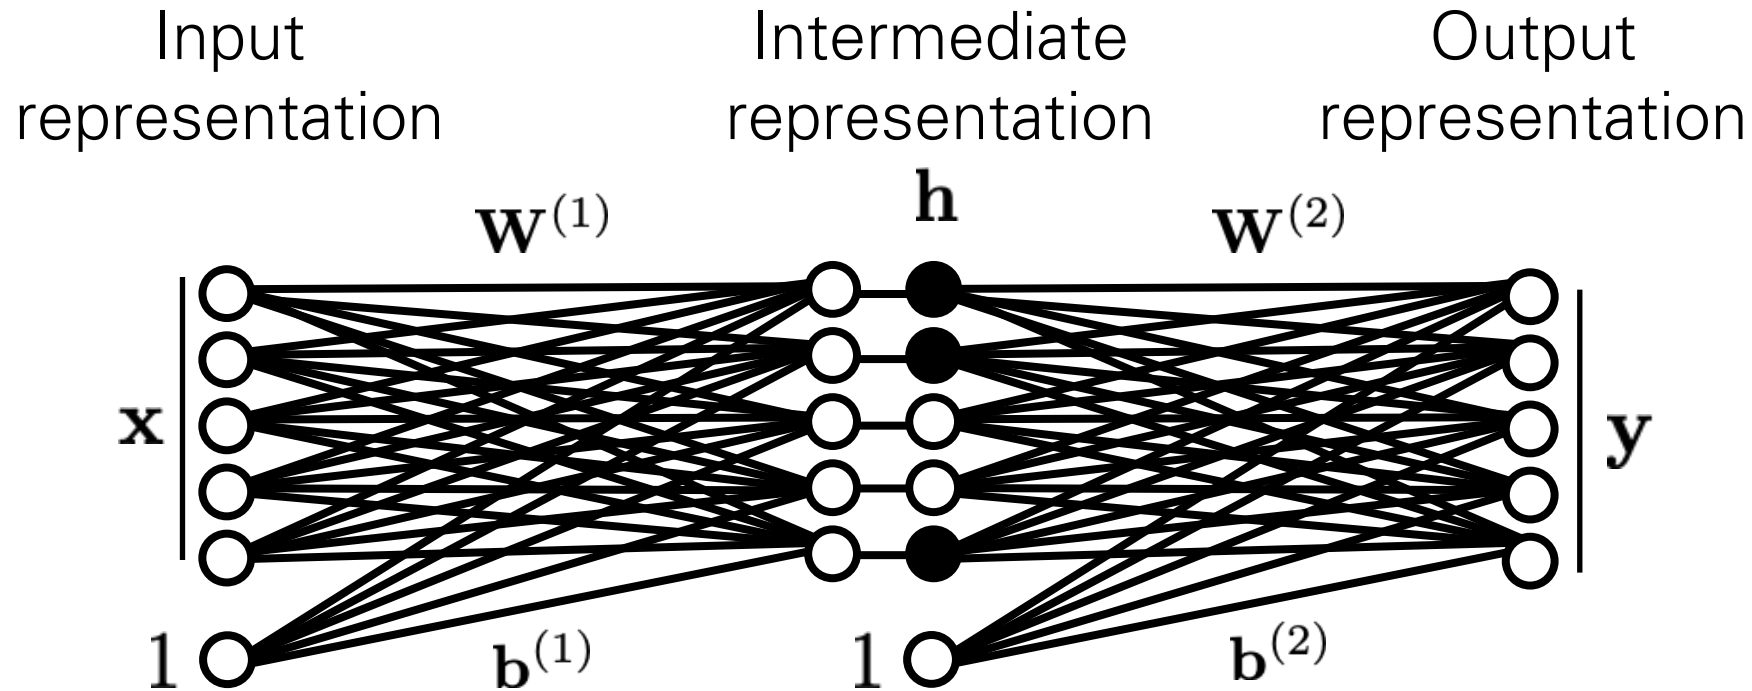 Input
representation
Intermediate
representation
Output
representation
h
W(1)
W(2)
x
y
1
b(1)
1
b(2)